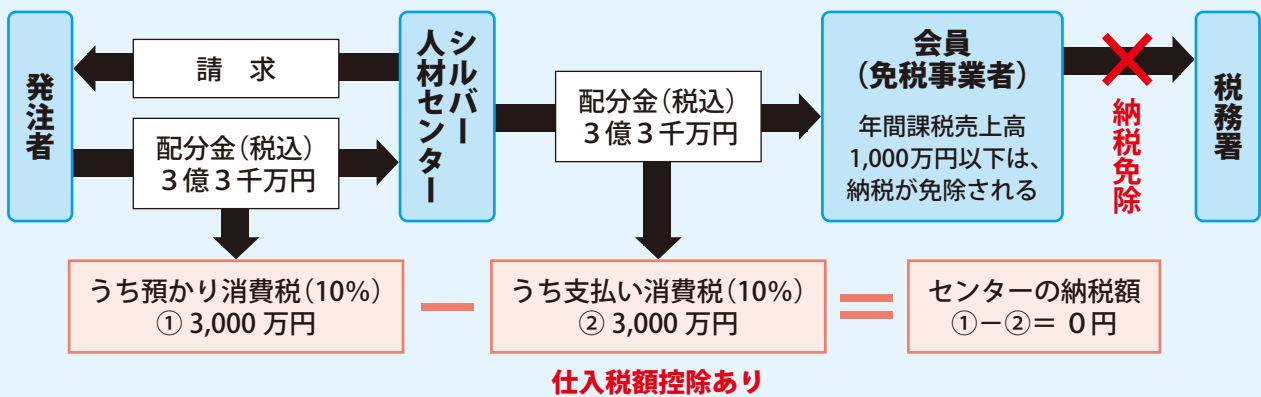 発注者
請　求
配分金（税込）
３億３千万円
シルバー
人材センター
配分金（税込）
３億３千万円
会員
（免税事業者）
年間課税売上高
1,000万円以下は、
納税が免除される
納税免除
税務署
うち預かり消費税（10%）
① 3,000 万円
ー
うち支払い消費税（10%）
② 3,000 万円
＝
センターの納税額
①－②＝ ０円
仕入税額控除あり